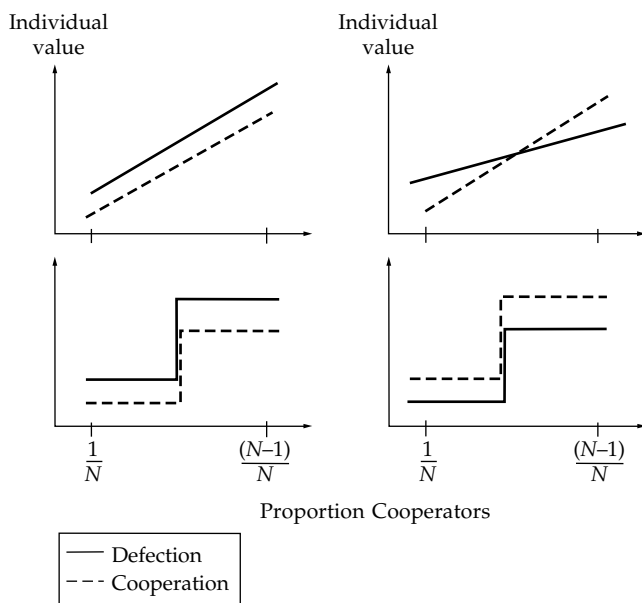 Individual
value
Individual
value
1
N
(N–1)
N
1
N
(N–1)
N
Proportion Cooperators
Defection
Cooperation